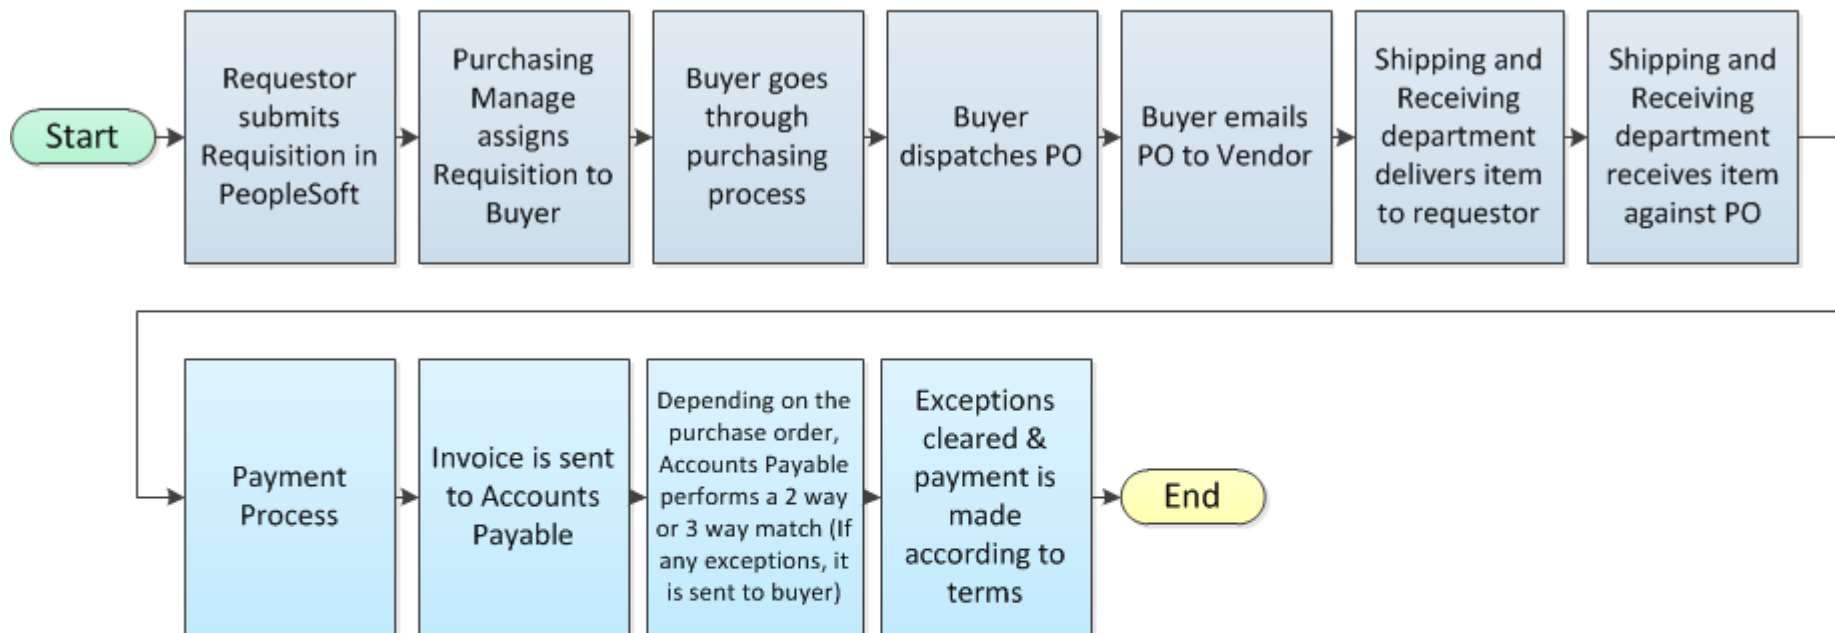 Start
Requestor
submits
Requisition in
PeopleSoft
Purchasing
Manage
assigns
Requisition to
Buyer
Buyer goes
through
purchasing
process
Buyer
dispatches PO
Buyer emails
PO to Vendor
Shipping and
Receiving
department
delivers item
to requestor
Shipping and
Receiving
department
receives item
against PO
Payment
Process
Invoice is sent
to Accounts
Payable
Depending on the
purchase order,
Accounts Payable
performs a 2 way
or 3 way match (If
any exceptions, it
is sent to buyer)
Exceptions
cleared &
payment is
made
according to
terms
End